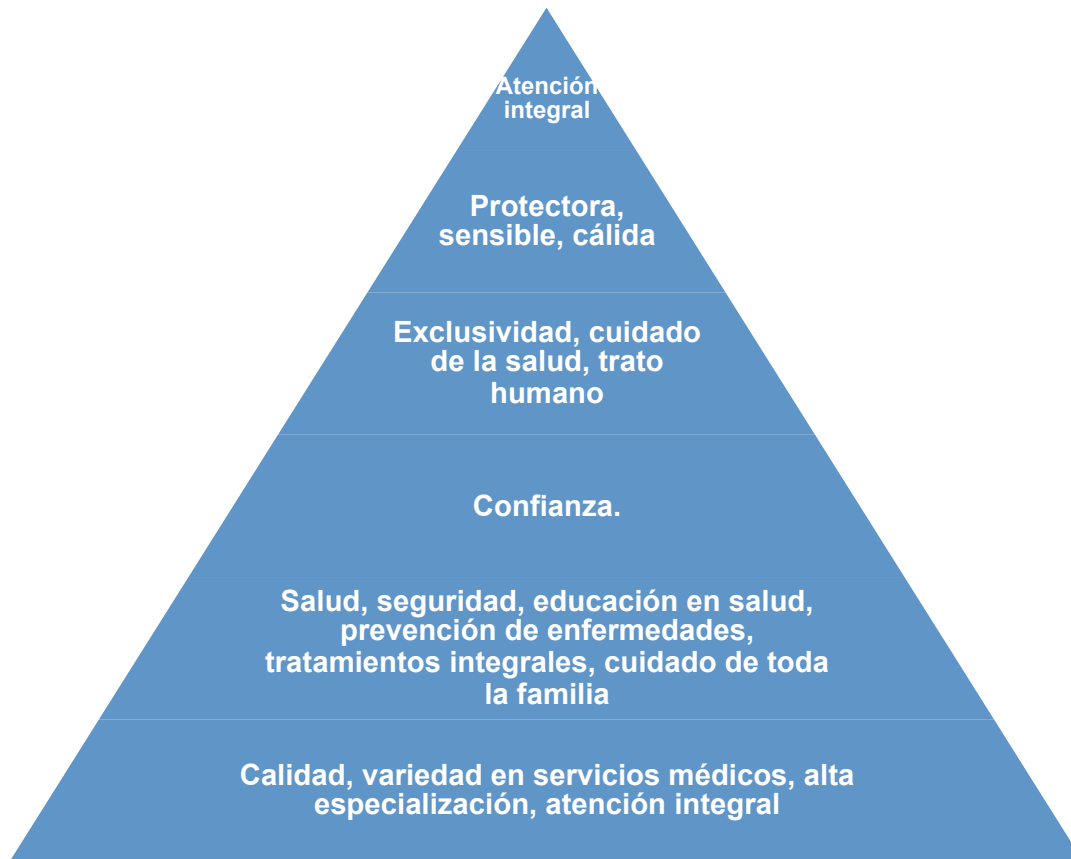 Atención
integral
Protectora,
sensible, cálida
Exclusividad, cuidado
de la salud, trato
humano
Confianza.
Salud, seguridad, educación en salud,
prevención de enfermedades,
tratamientos integrales, cuidado de toda
la familia
Calidad, variedad en servicios médicos, alta
especialización, atención integral